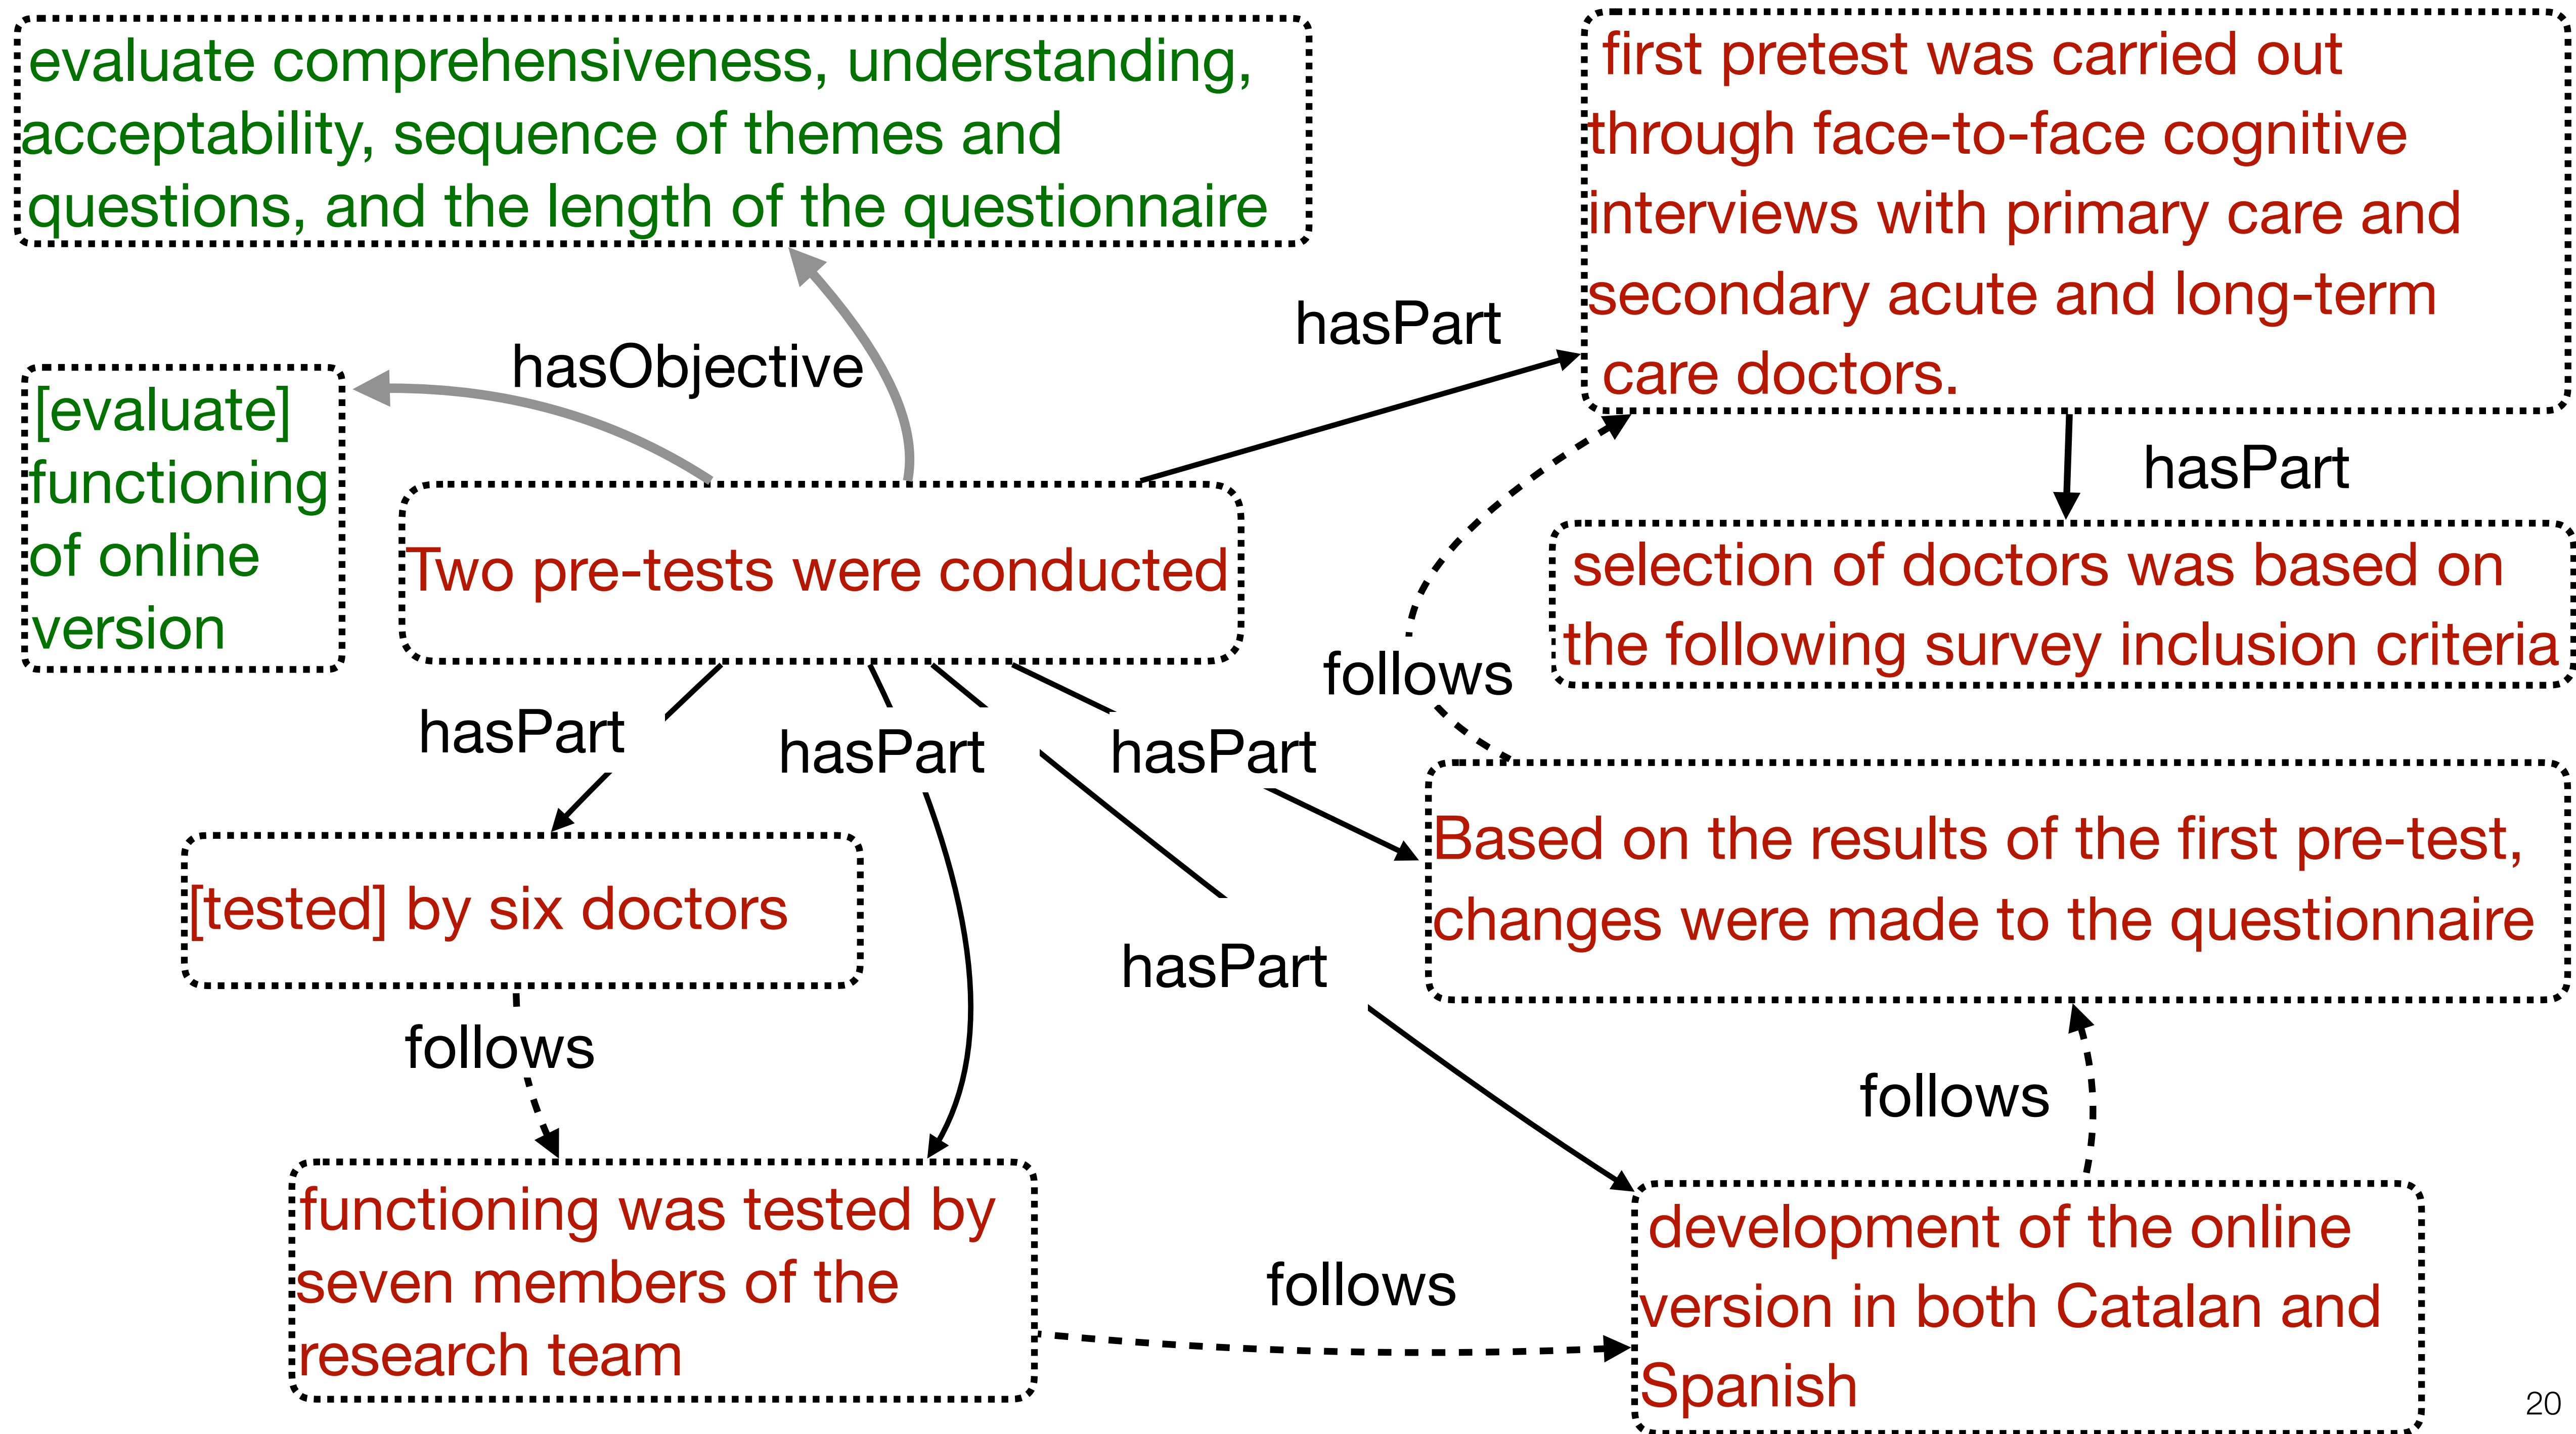 evaluate comprehensiveness, understanding,
acceptability, sequence of themes and
questions, and the length of the questionnaire
first pretest was carried out
through face-to-face cognitive
interviews with primary care and
secondary acute and long-term
care doctors.
hasPart
hasObjective
[evaluate]
functioning
of online
version
hasPart
Two pre-tests were conducted
selection of doctors was based on
the following survey inclusion criteria
follows
hasPart
hasPart
hasPart
Based on the results of the first pre-test,
changes were made to the questionnaire
[tested] by six doctors
hasPart
follows
follows
functioning was tested by
seven members of the
research team
follows
development of the online
version in both Catalan and
Spanish
20